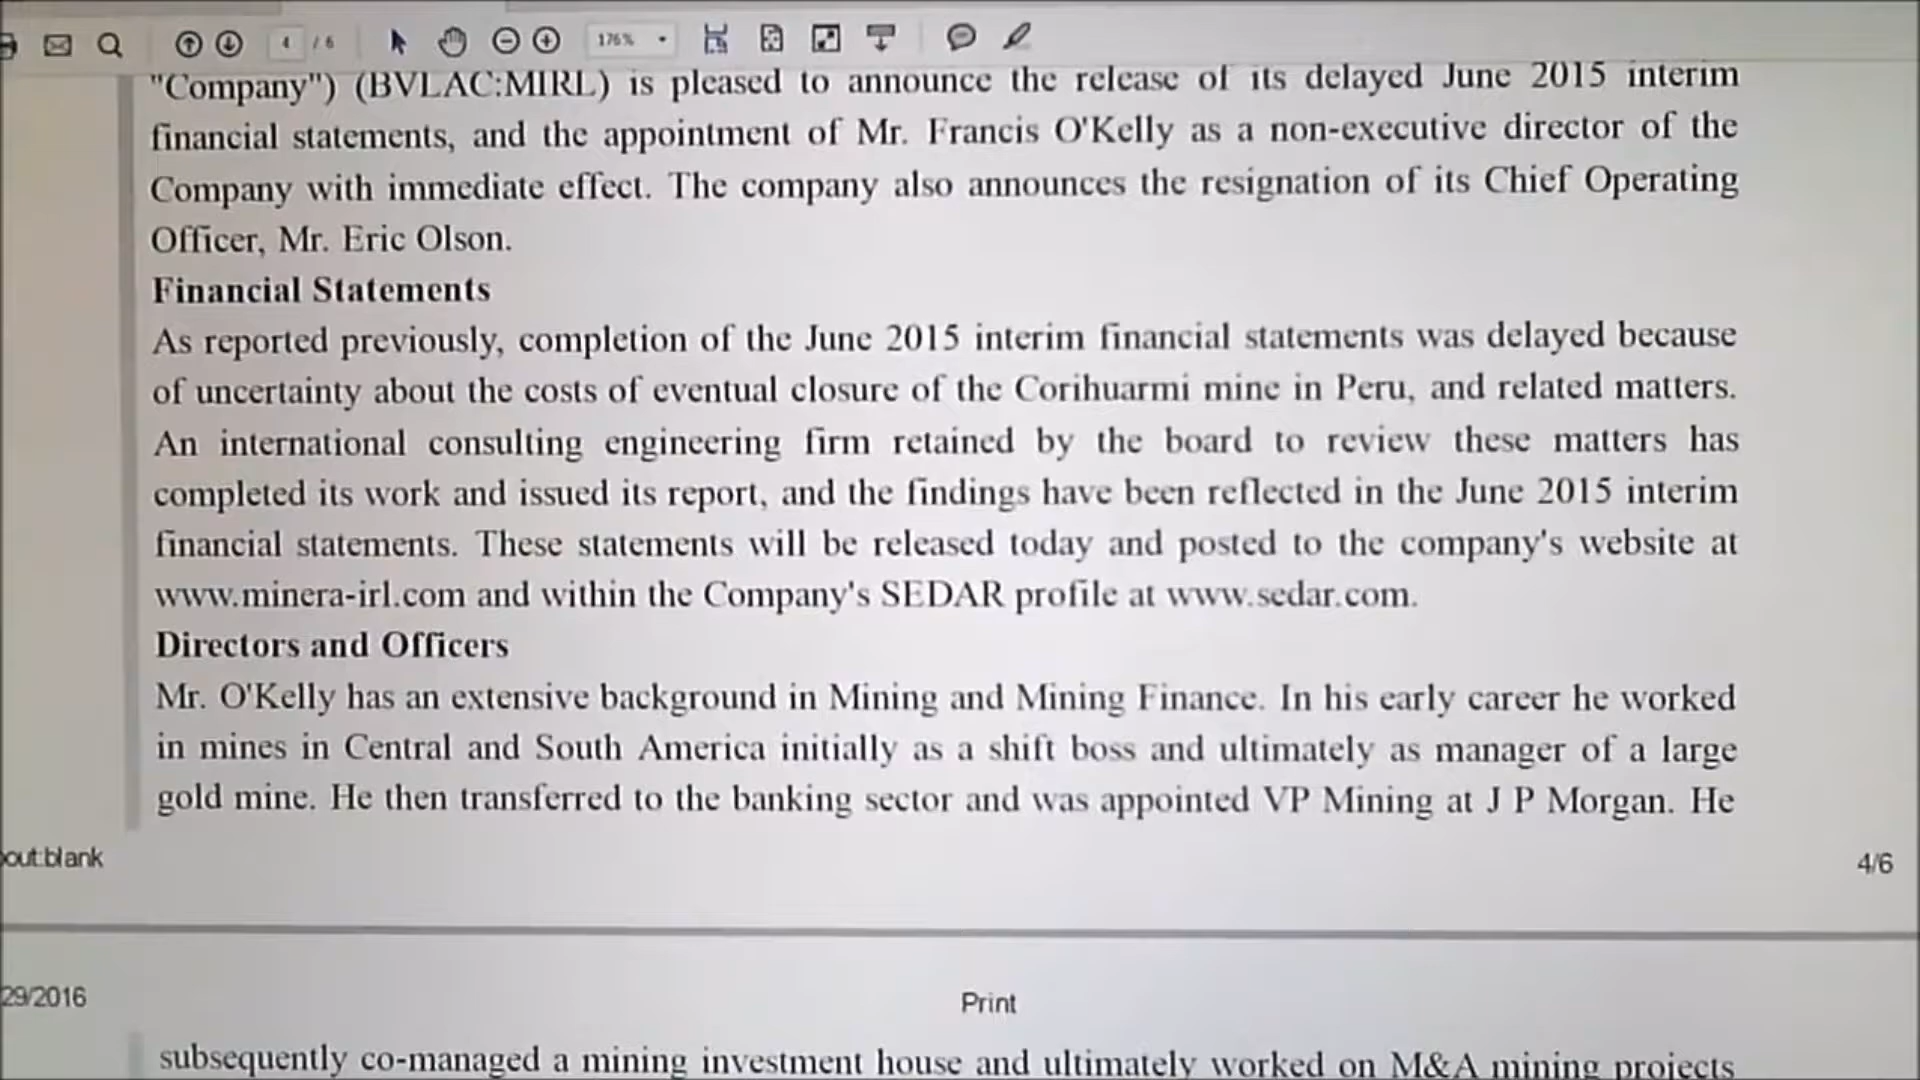 4 / 6
176%
"Company") (BVLAC:MIRL) is pleased to announce the release of its delayed June 2015 interim
financial statements, and the appointment of Mr. Francis O'Kelly as a non-executive director of the
Company with immediate effect. The company also announces the resignation of its Chief Operating
Officer, Mr. Eric Olson.
Financial Statements
As reported previously, completion of the June 2015 interim financial statements was delayed because
of uncertainty about the costs of eventual closure of the Corihuarmi mine in Peru, and related matters.
An international consulting engineering firm retained by the board to review these matters has
completed its work and issued its report, and the findings have been reflected in the June 2015 interim
financial statements. These statements will be released today and posted to the company's website at
www.minera-irl.com and within the Company's SEDAR profile at www.sedar.com.
Directors and Officers
Mr. O'Kelly has an extensive background in Mining and Mining Finance. In his early career he worked
in mines in Central and South America initially as a shift boss and ultimately as manager of a large
gold mine. He then transferred to the banking sector and was appointed VP Mining at J P Morgan. He
out:blank
4/6
29/2016
Print
subsequently co-managed a mining investment house and ultimately worked on M&A mining projects